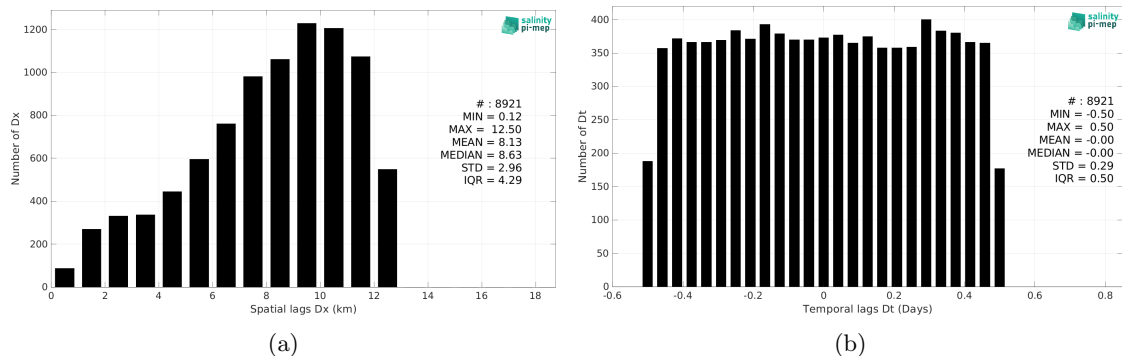 1200
1000
800
600
400
200
0
Number of Dx
0 2 4 6 8 10 12 14 16 18
Spatial lags Dx (km)
salinity
pi-mep
# : 8921
MIN = 0.12
MAX = 12.50
MEAN = 8.13
MEDIAN = 8.63
STD = 2.96
IQR = 4.29
(a)
400
350
300
250
200
150
100
50
0
Number of Dt
-0.6 -0.4 -0.2 0 0.2 0.4 0.6 0.8
Temporal lags Dt (Days)
salinity
pi-mep
# : 8921
MIN = -0.50
MAX = 0.50
MEAN = -0.00
MEDIAN = -0.00
STD = 0.29
IQR = 0.50
(b)